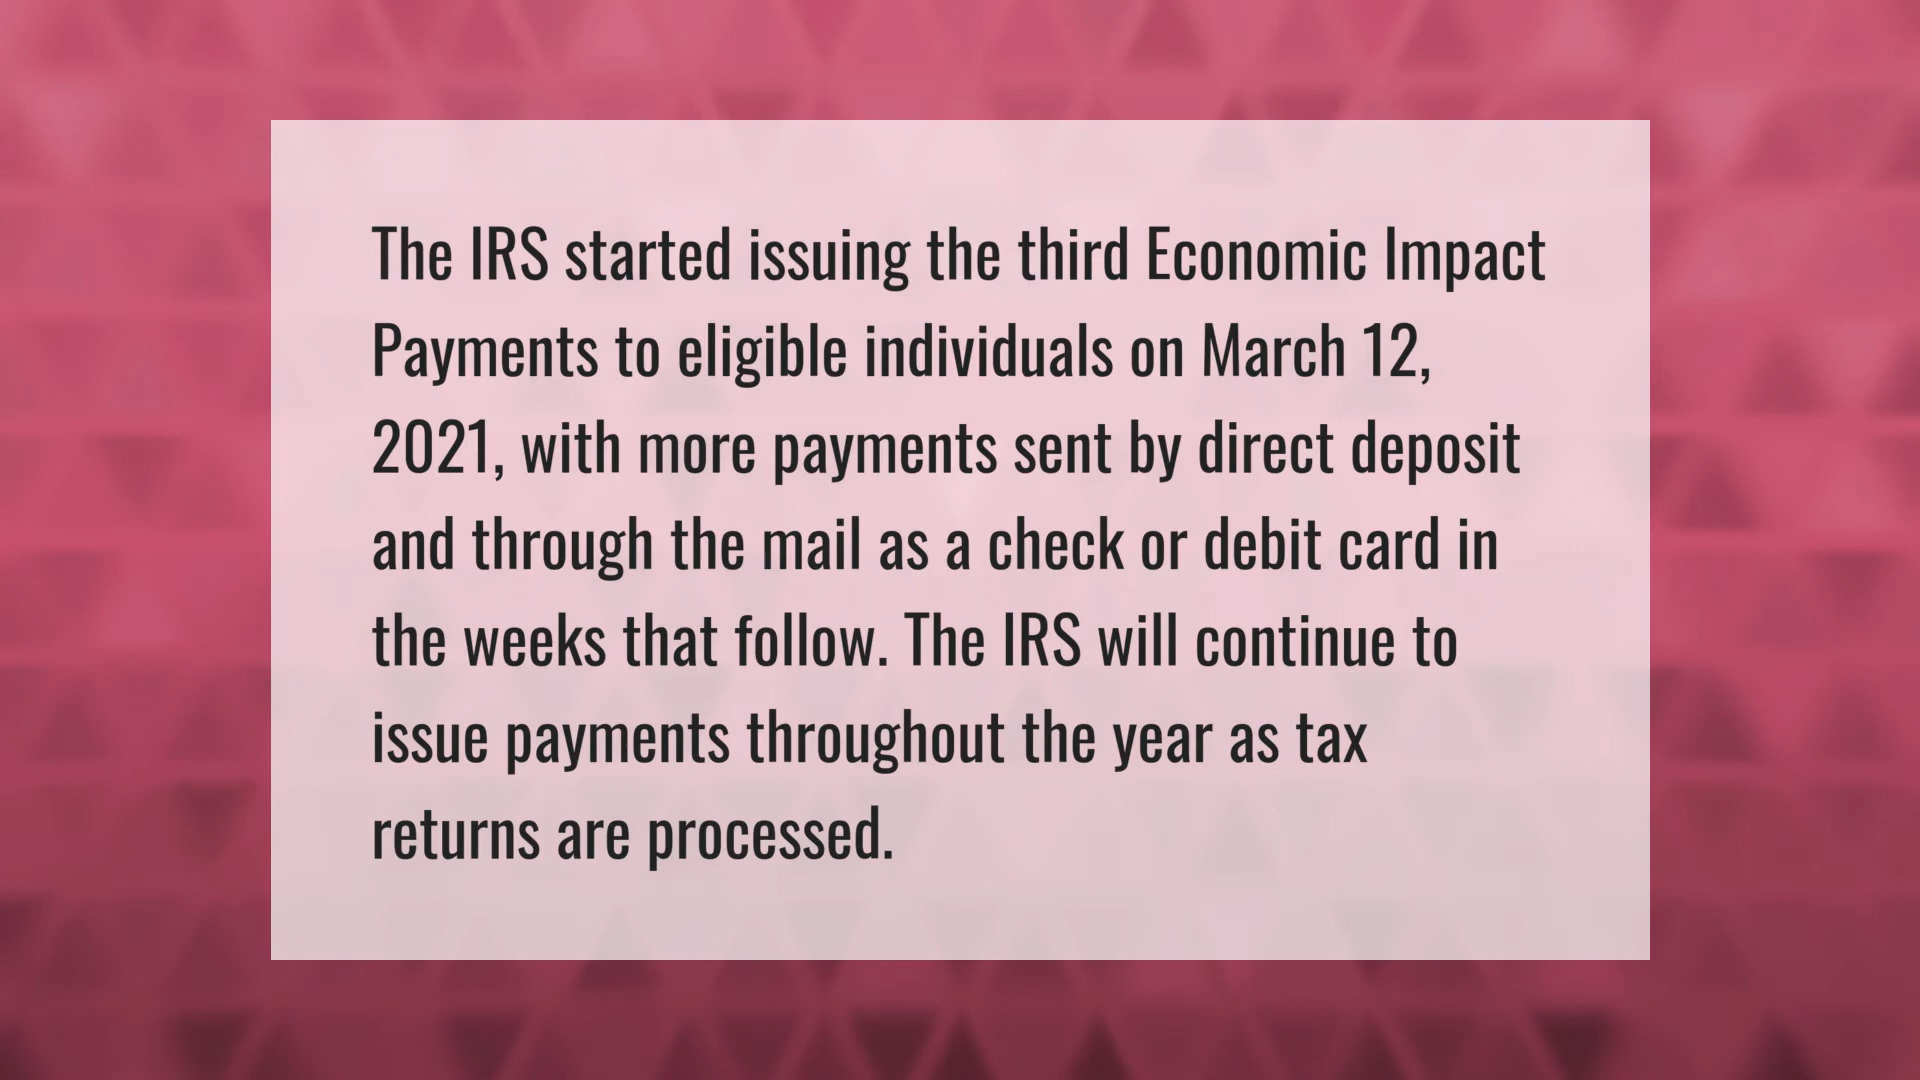 The IRS started issuing the third Economic Impact
Payments to eligible individuals on March 12,
2021, with more payments sent by direct deposit
and through the mail as a check or debit card in
the weeks that follow. The IRS will continue to
issue payments throughout the year as tax
returns are processed.